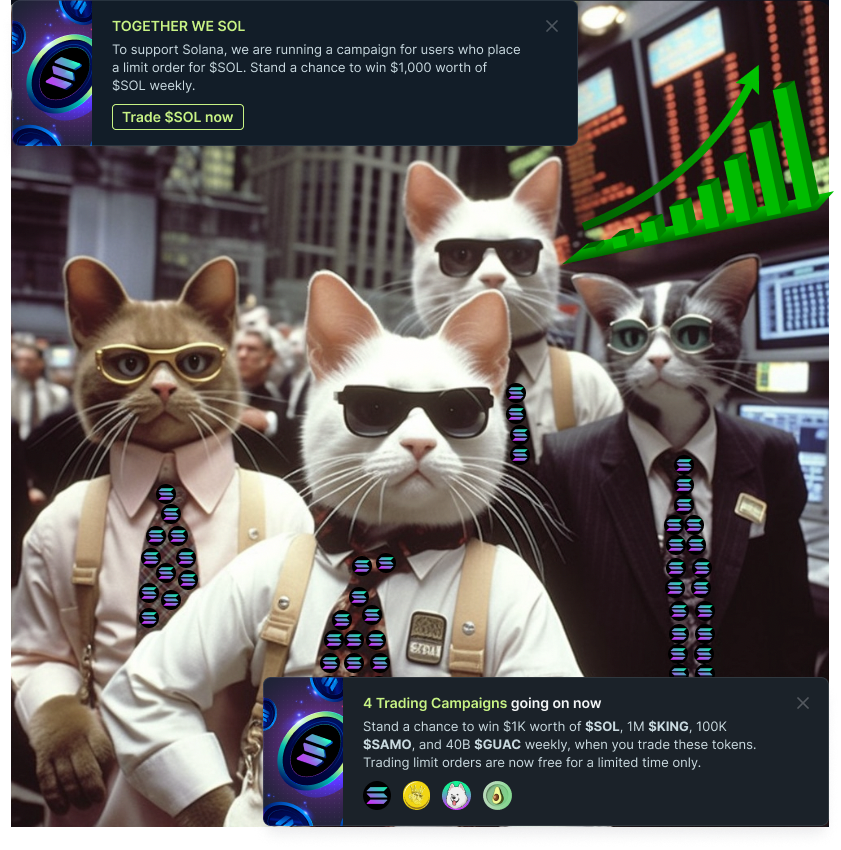 TOGETHER WE SOL
To support Solana, we are running a campaign for users who place
a limit order for $SOL. Stand a chance to win $1,000 worth of
$SOL weekly.
Trade $SOL now
4 Trading Campaigns going on now
Stand a chance to win $1K worth of $SOL, 1M $KING, 100K
$SAMO, and 40B $GUAC weekly, when you trade these tokens.
Trading limit orders are now free for a limited time only.